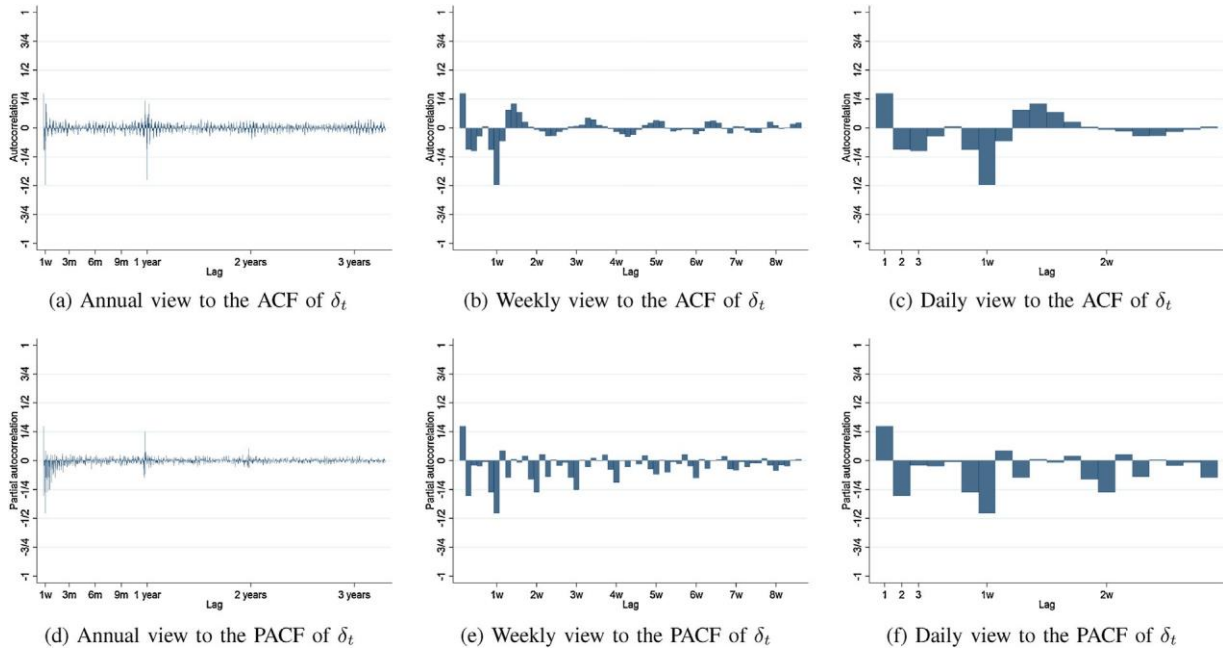 1
3/4
1/2
1/4
0
-1/4
-1/2
-3/4
-1
Autocorrelation
1w 3m 6m 9m 1 year 2 years 3 years
Lag
(a) Annual view to the ACF of δt
1
3/4
1/2
1/4
0
-1/4
-1/2
-3/4
-1
Autocorrelation
1w 2w 3w 4w 5w 6w 7w 8w
Lag
(b) Weekly view to the ACF of δt
1
3/4
1/2
1/4
0
-1/4
-1/2
-3/4
-1
Autocorrelation
1 2 3 1w 2w
Lag
(c) Daily view to the ACF of δt
1
3/4
1/2
1/4
0
-1/4
-1/2
-3/4
-1
Partial autocorrelation
1w 3m 6m 9m 1 year 2 years 3 years
Lag
(d) Annual view to the PACF of δt
1
3/4
1/2
1/4
0
-1/4
-1/2
-3/4
-1
Partial autocorrelation
1w 2w 3w 4w 5w 6w 7w 8w
Lag
(e) Weekly view to the PACF of δt
1
3/4
1/2
1/4
0
-1/4
-1/2
-3/4
-1
Partial autocorrelation
1 2 3 1w 2w
Lag
(f) Daily view to the PACF of δt